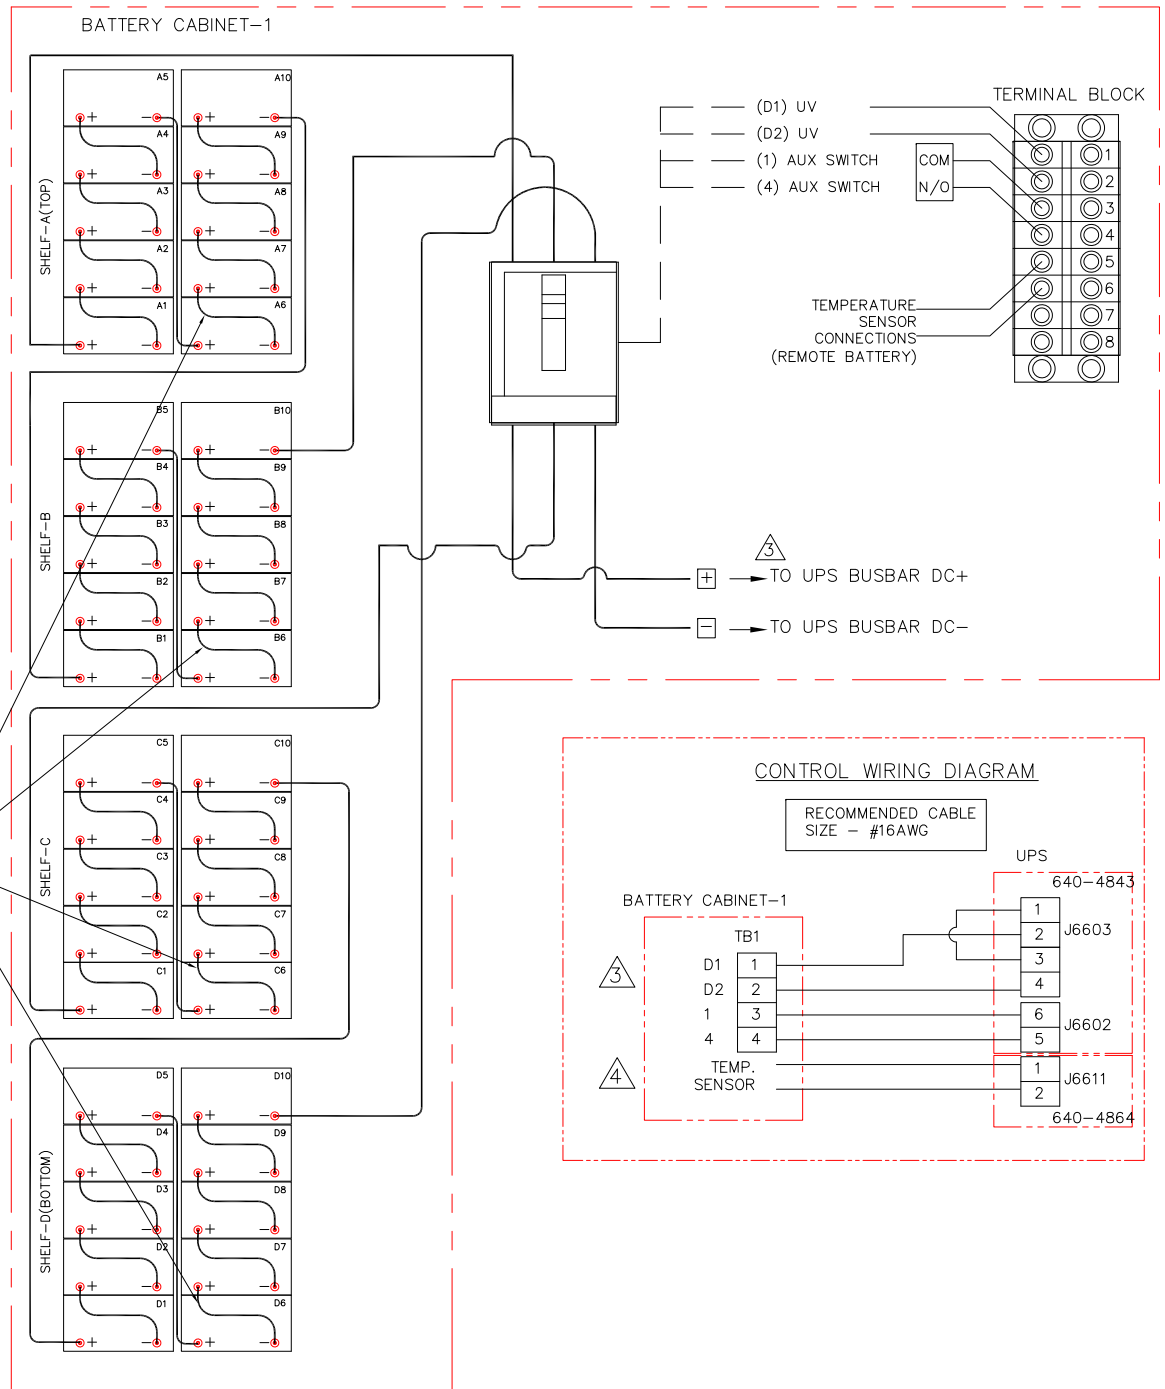 BATTERY CABINET-1
SHELF-A(TOP)
A5
A10
+ - + -
A4
A9
+ - + -
A3
A8
+ - + -
A2
A7
+ - + -
A1
A6
+ - + -
SHELF-B
B5
B10
+ - + -
B4
B9
+ - + -
B3
B8
+ - + -
B2
B7
+ - + -
B1
B6
+ - + -
SHELF-C
C5
C10
+ - + -
C4
C9
+ - + -
C3
C8
+ - + -
C2
C7
+ - + -
C1
C6
+ - + -
SHELF-D(BOTTOM)
D5
D10
+ - + -
D4
D9
+ - + -
D3
D8
+ - + -
D2
D7
+ - + -
D1
D6
+ - + -
(D1) UV
(D2) UV
(1) AUX SWITCH
(4) AUX SWITCH
COM
N/O
TERMINAL BLOCK
1
2
3
4
5
6
7
8
TEMPERATURE
SENSOR
CONNECTIONS
(REMOTE BATTERY)
3
+ TO UPS BUSBAR DC+
- TO UPS BUSBAR DC-
CONTROL WIRING DIAGRAM
RECOMMENDED CABLE
SIZE - #16AWG
UPS
640-4843
BATTERY CABINET-1
TB1
3
D1 1
D2 2
1 3
4 4
4
TEMP.
SENSOR
1
2
3
4
J6603
6
5
J6602
1
2
J6611
640-4864